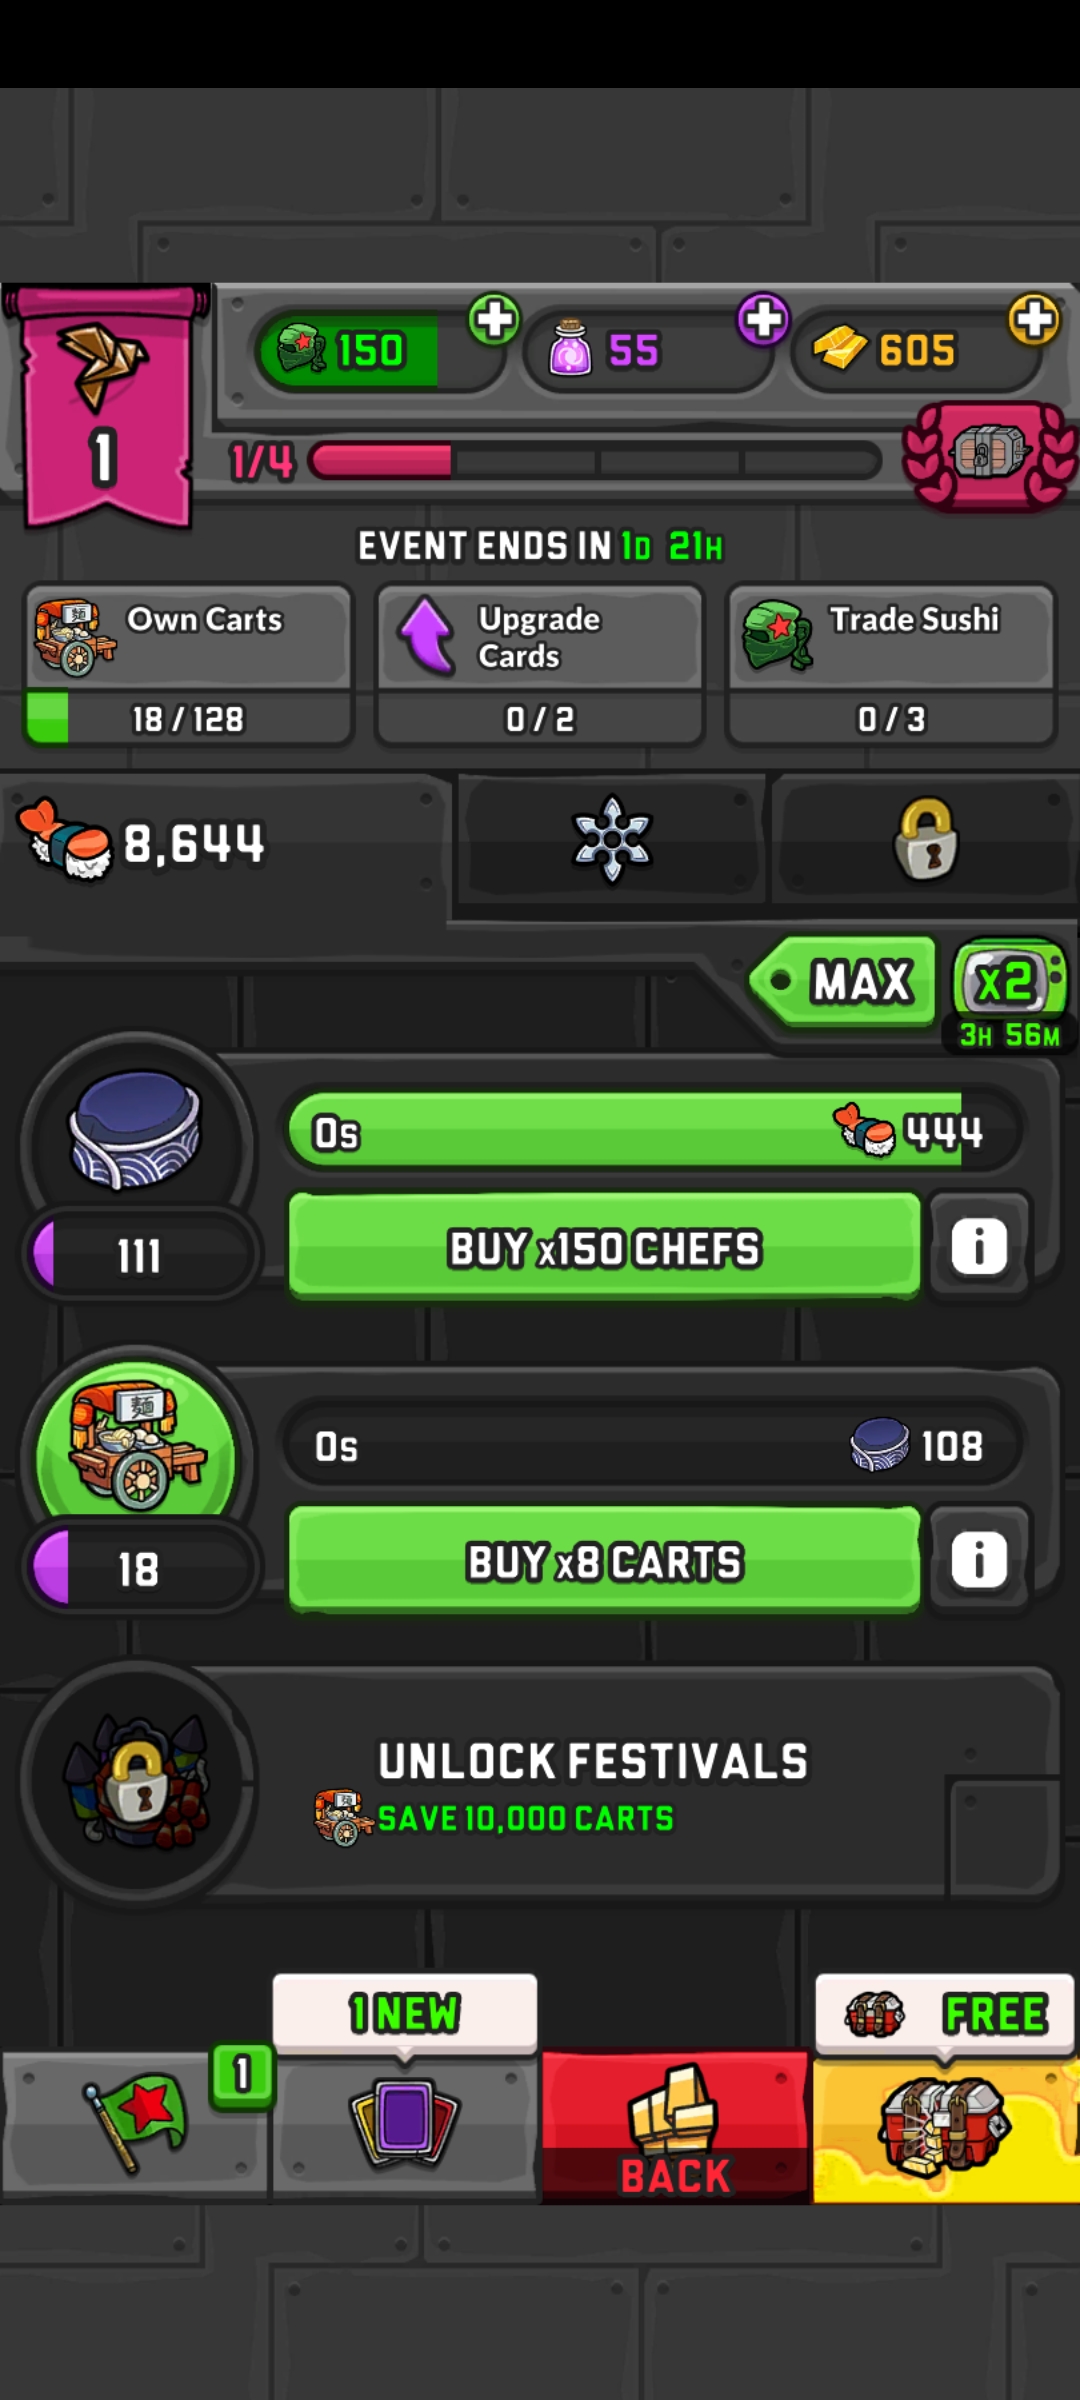 150
55
605
1
1/4
EVENT ENDS IN 1D 21H
Own Carts
Upgrade
Cards
Trade Sushi
18 / 128
0 / 2
0 / 3
8,644
MAX
x2
3H 56M
0s
444
BUY x150 CHEFS
111
麺
0s
108
BUY x8 CARTS
18
UNLOCK FESTIVALS
SAVE 10,000 CARTS
1 NEW
FREE
1
BACK